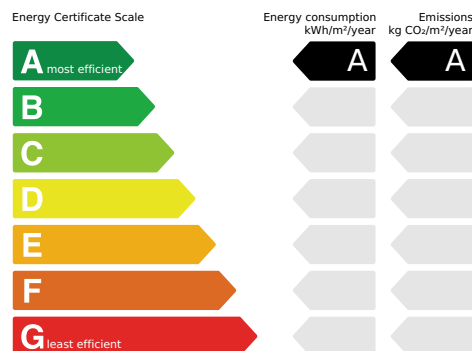 Energy Certificate Scale
Energy consumption
kWh/m²/year
Emissions
kg CO₂/m²/year
A most efficient
A
A
B
C
D
E
F
G least efficient